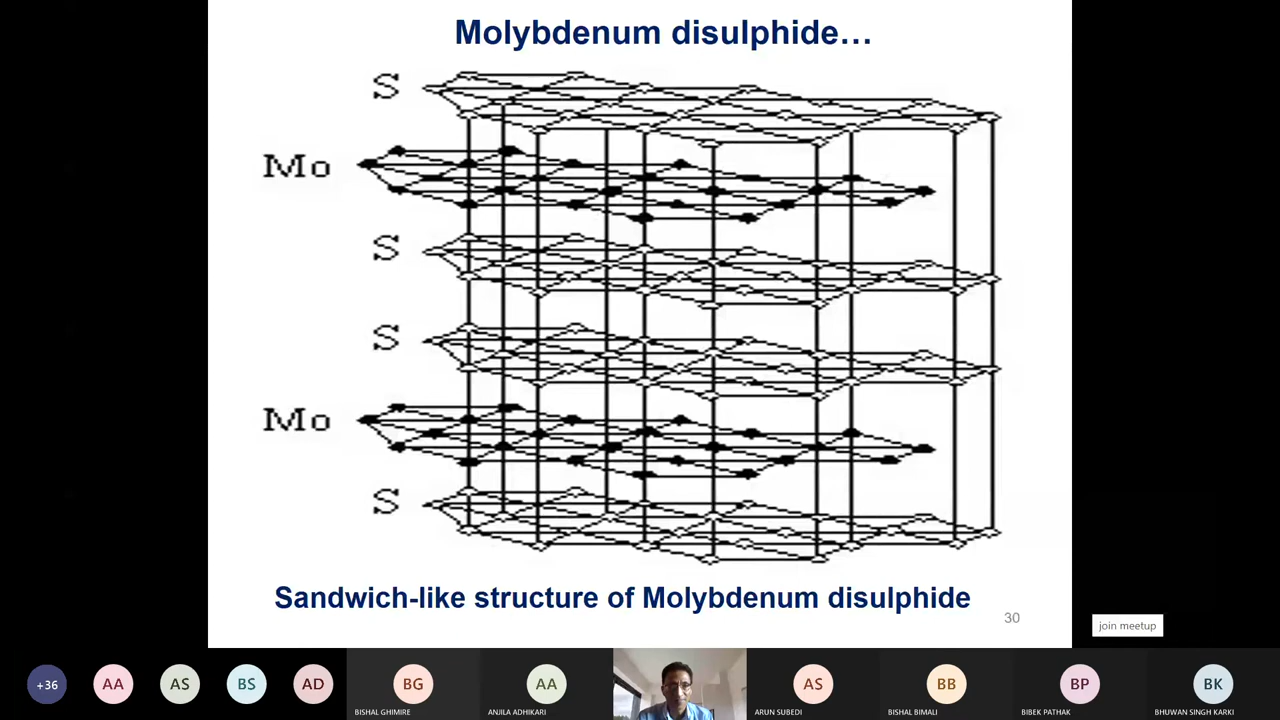 Molybdenum disulphide…
S
Mo
S
S
Mo
S
Sandwich-like structure of Molybdenum disulphide
30
join meetup
+36
AA
AS
BS
AD
BG
BISHAL GHIMIRE
AA
ANJILA ADHIKARI
AS
ARUN SUBEDI
BB
BISHAL BIMALI
BP
BIBEK PATHAK
BK
BHUWAN SINGH KARKI